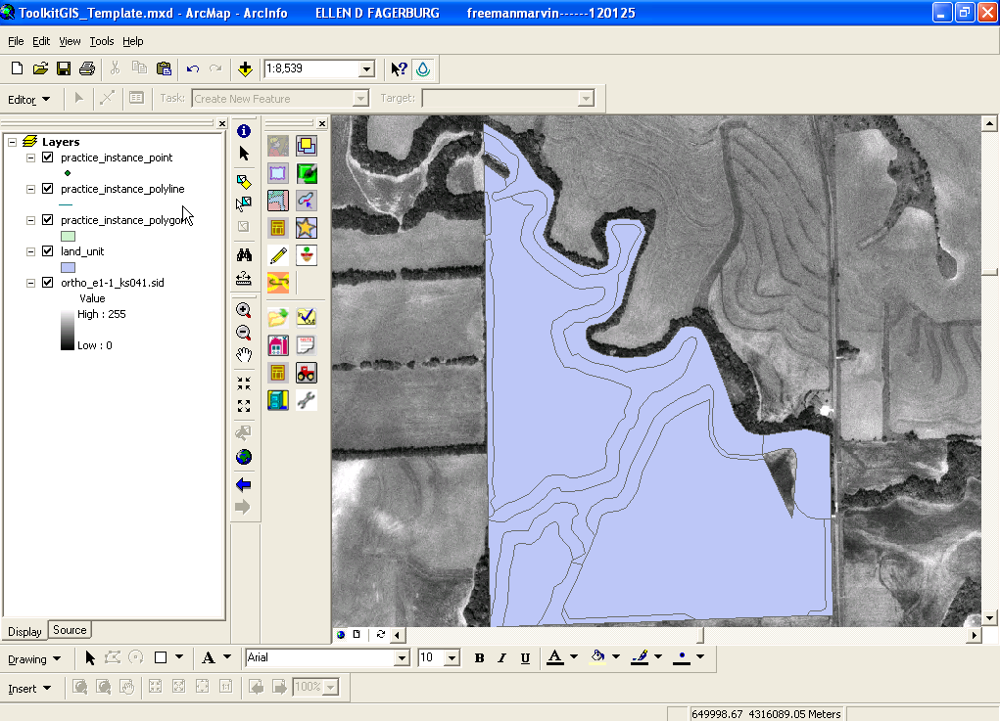 ToolkitGIS_Template.mxd - ArcMap - ArcInfo ELLEN D FAGERBURG freemanmarvin------120125
File Edit View Tools Help
1:8,539
Editor Task: Create New Feature Target:
Layers
practice_instance_point
practice_instance_polyline
practice_instance_polygon
land_unit
ortho_e1-1_ks041.sid
Value
High : 255
Low : 0
Display Source
Drawing A Arial 10 B I U A
Insert 1:1 100%
649998.67 4316089.05 Meters